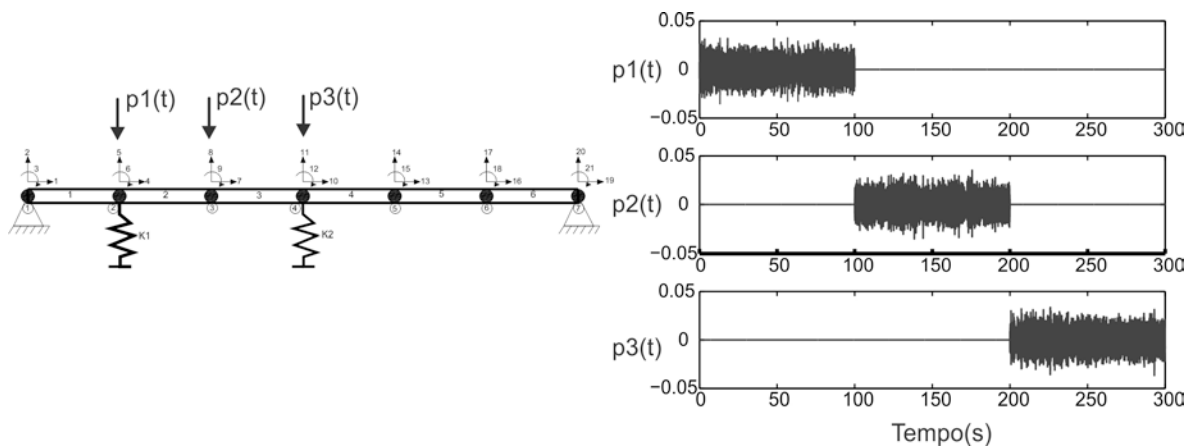 p1(t) p2(t) p3(t)
2 5 8 11 14 17 20
3 1 6 4 9 7 12 10 15 13 18 16 21 19
1 2 3 4 5 6
1 2 3 4 5 6 7
K1 K2
0.05
p1(t) 0
−0.05
0 50 100 150 200 250 300
0.05
p2(t) 0
−0.05
0 50 100 150 200 250 300
0.05
p3(t) 0
−0.05
0 50 100 150 200 250 300
Tempo(s)